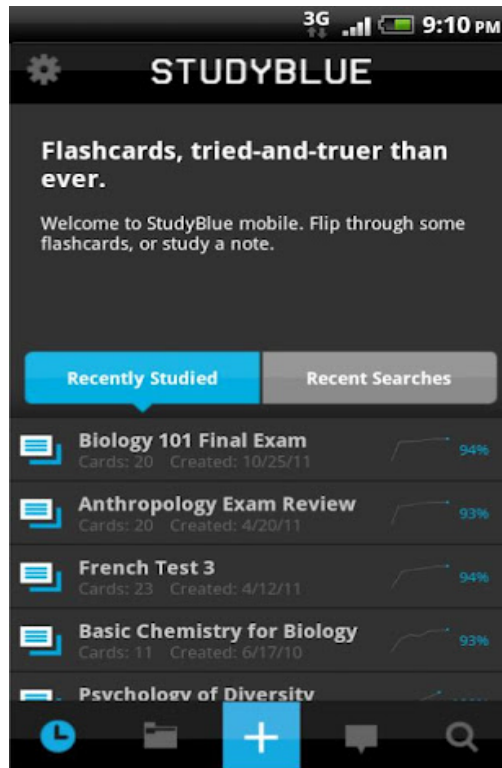 3G 9:10 PM
STUDYBLUE
Flashcards, tried-and-truer than
ever.
Welcome to StudyBlue mobile. Flip through some
flashcards, or study a note.
Recently Studied Recent Searches
Biology 101 Final Exam
Cards: 20 Created: 10/25/11 94%
Anthropology Exam Review
Cards: 20 Created: 4/20/11 93%
French Test 3
Cards: 23 Created: 4/12/11 94%
Basic Chemistry for Biology
Cards: 11 Created: 6/17/10 93%
Psychology of Diversity